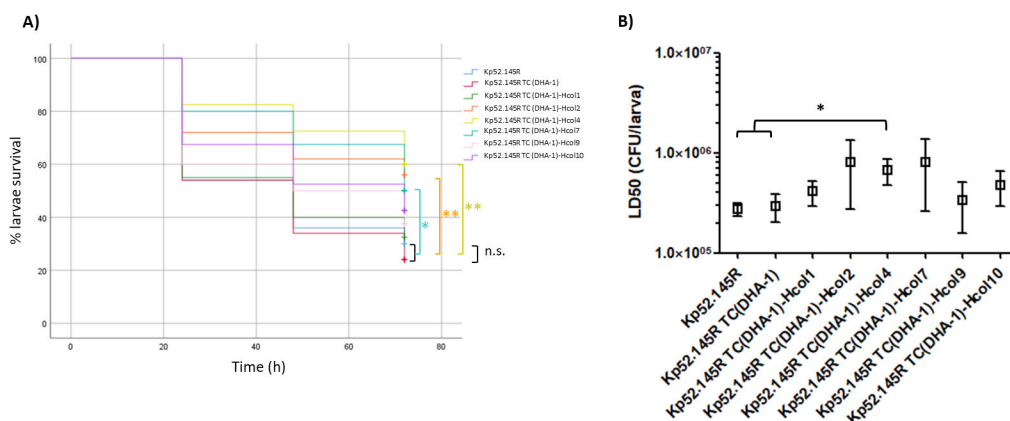 A)
% larvae survival
100
80
60
40
20
0
0
20
40
60
80
Time (h)
Kp52.145R
Kp52.145R TC (DHA-1)
Kp52.145R TC (DHA-1)-Hcol1
Kp52.145R TC (DHA-1)-Hcol2
Kp52.145R TC (DHA-1)-Hcol4
Kp52.145R TC (DHA-1)-Hcol7
Kp52.145R TC (DHA-1)-Hcol9
Kp52.145R TC (DHA-1)-Hcol10
*
**
**
n.s.
B)
LD50 (CFU/larva)
1.0×10⁰⁷
1.0×10⁰⁶
1.0×10⁰⁵
*
Kp52.145R
Kp52.145R TC(DHA-1)
Kp52.145R TC(DHA-1)-Hcol1
Kp52.145R TC(DHA-1)-Hcol2
Kp52.145R TC(DHA-1)-Hcol4
Kp52.145R TC(DHA-1)-Hcol7
Kp52.145R TC(DHA-1)-Hcol9
Kp52.145R TC(DHA-1)-Hcol10